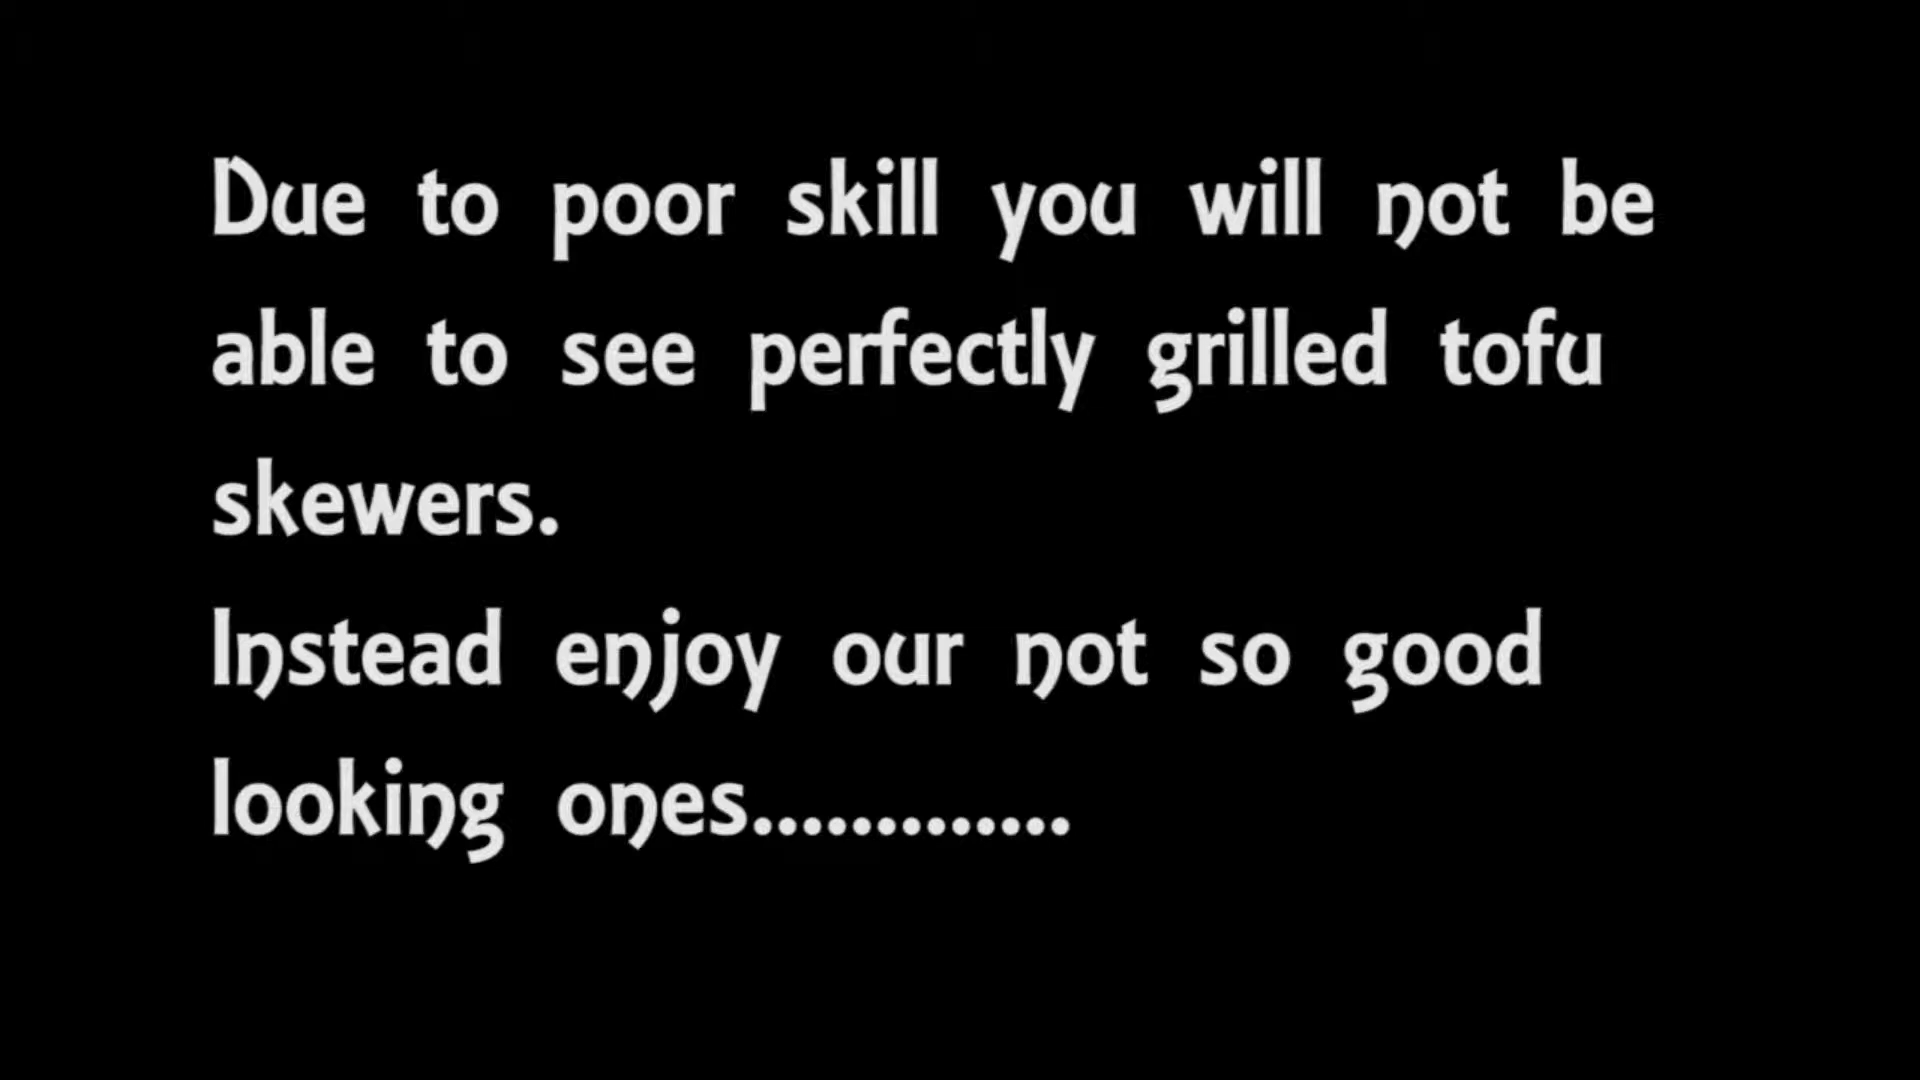 Due to poor skill you will not be
able to see perfectly grilled tofu
skewers.
Instead enjoy our not so good
looking ones.............